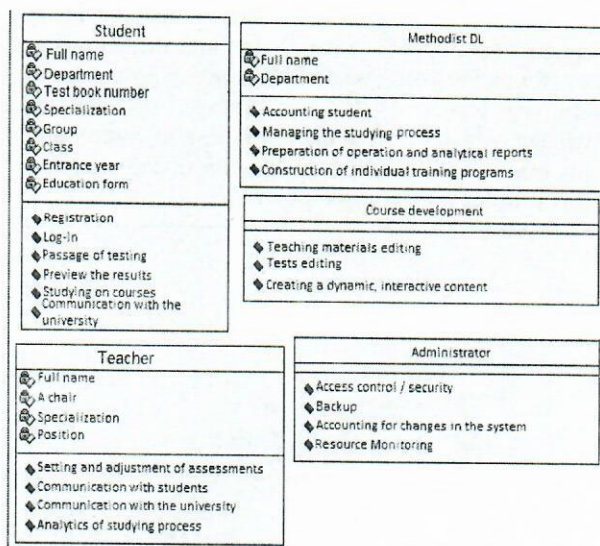 Student
Full name
Department
Test book number
Specialization
Group
Class
Entrance year
Education form
Registration
Log-In
Passage of testing
Preview the results
Studying on courses
Communication with the
university
Methodist DL
Full name
Department
Accounting student
Managing the studying process
Preparation of operation and analytical reports
Construction of individual training programs
Course development
Teaching materials editing
Tests editing
Creating a dynamic, interactive content
Teacher
Full name
A chair
Specialization
Position
Setting and adjustment of assessments
Communication with students
Communication with the university
Analytics of studying process
Administrator
Access control / security
Backup
Accounting for changes in the system
Resource Monitoring